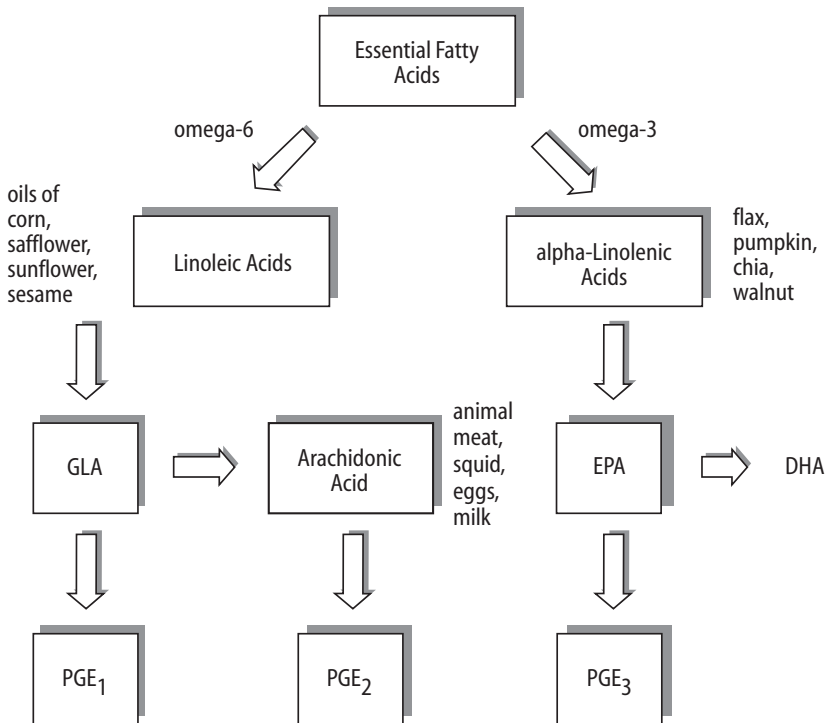 Essential Fatty
Acids
omega-6
omega-3
oils of
corn,
safflower,
sunflower,
sesame
Linoleic Acids
alpha-Linolenic
Acids
flax,
pumpkin,
chia,
walnut
GLA
Arachidonic
Acid
animal
meat,
squid,
eggs,
milk
EPA
DHA
PGE1
PGE2
PGE3